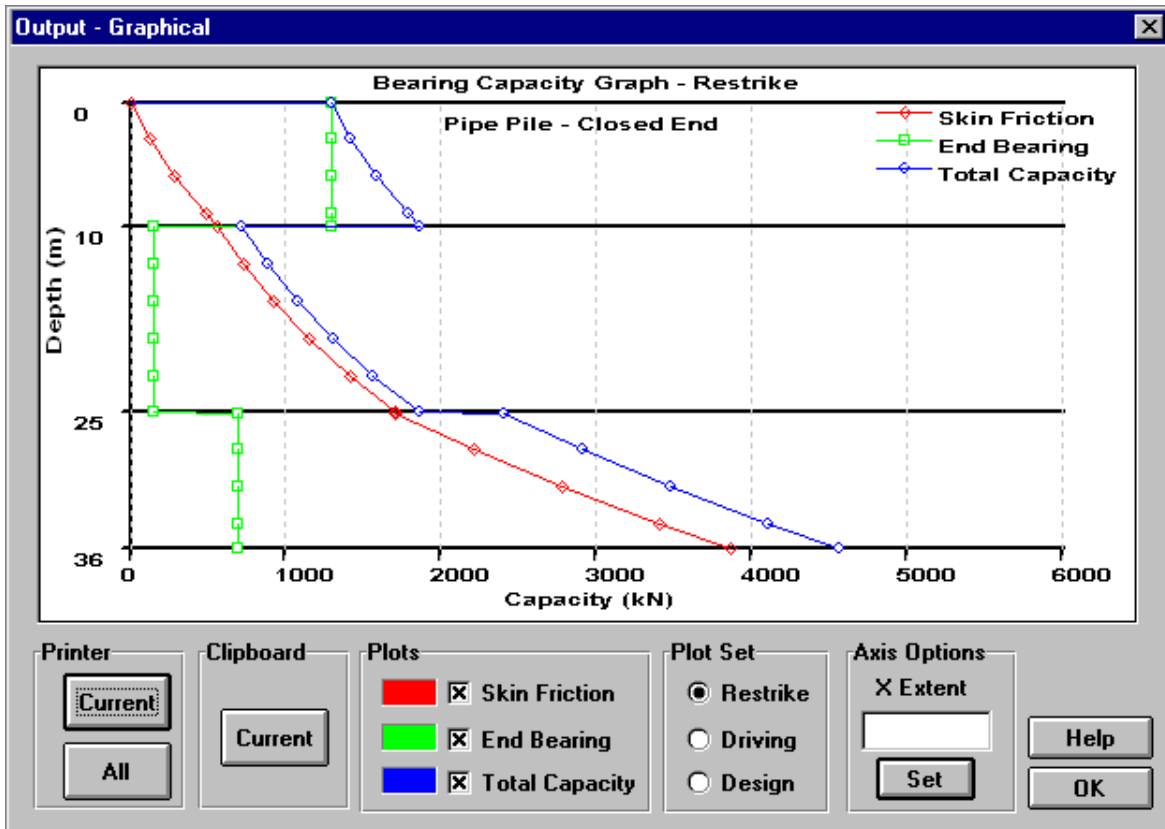 Output - Graphical
Bearing Capacity Graph - Restrike
Pipe Pile - Closed End
Skin Friction
End Bearing
Total Capacity
Depth (m)
0
10
25
36
0 1000 2000 3000 4000 5000 6000
Capacity (kN)
Printer
Current
All
Clipboard
Current
Plots
Skin Friction
End Bearing
Total Capacity
Plot Set
Restrike
Driving
Design
Axis Options
X Extent
Set
Help
OK